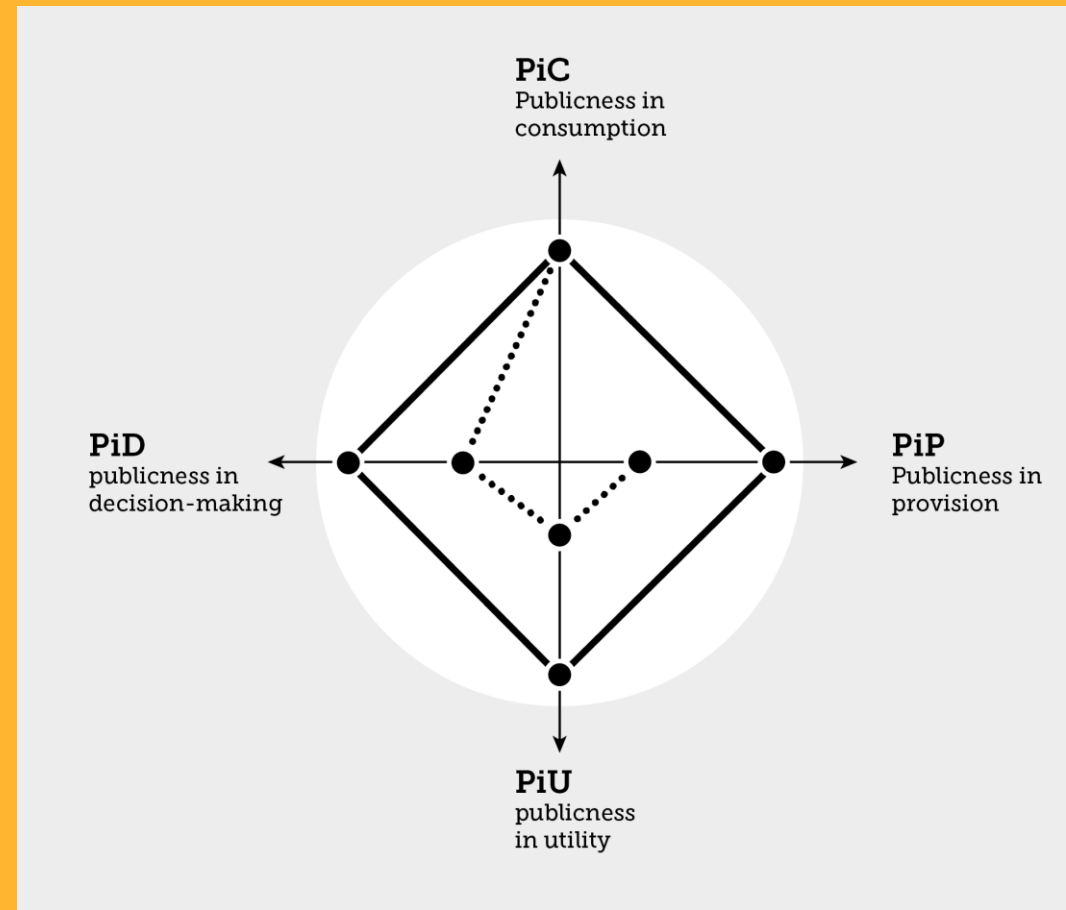 PiC
Publicness in
consumption
PiD
publicness in
decision-making
PiP
Publicness in
provision
PiU
publicness
in utility